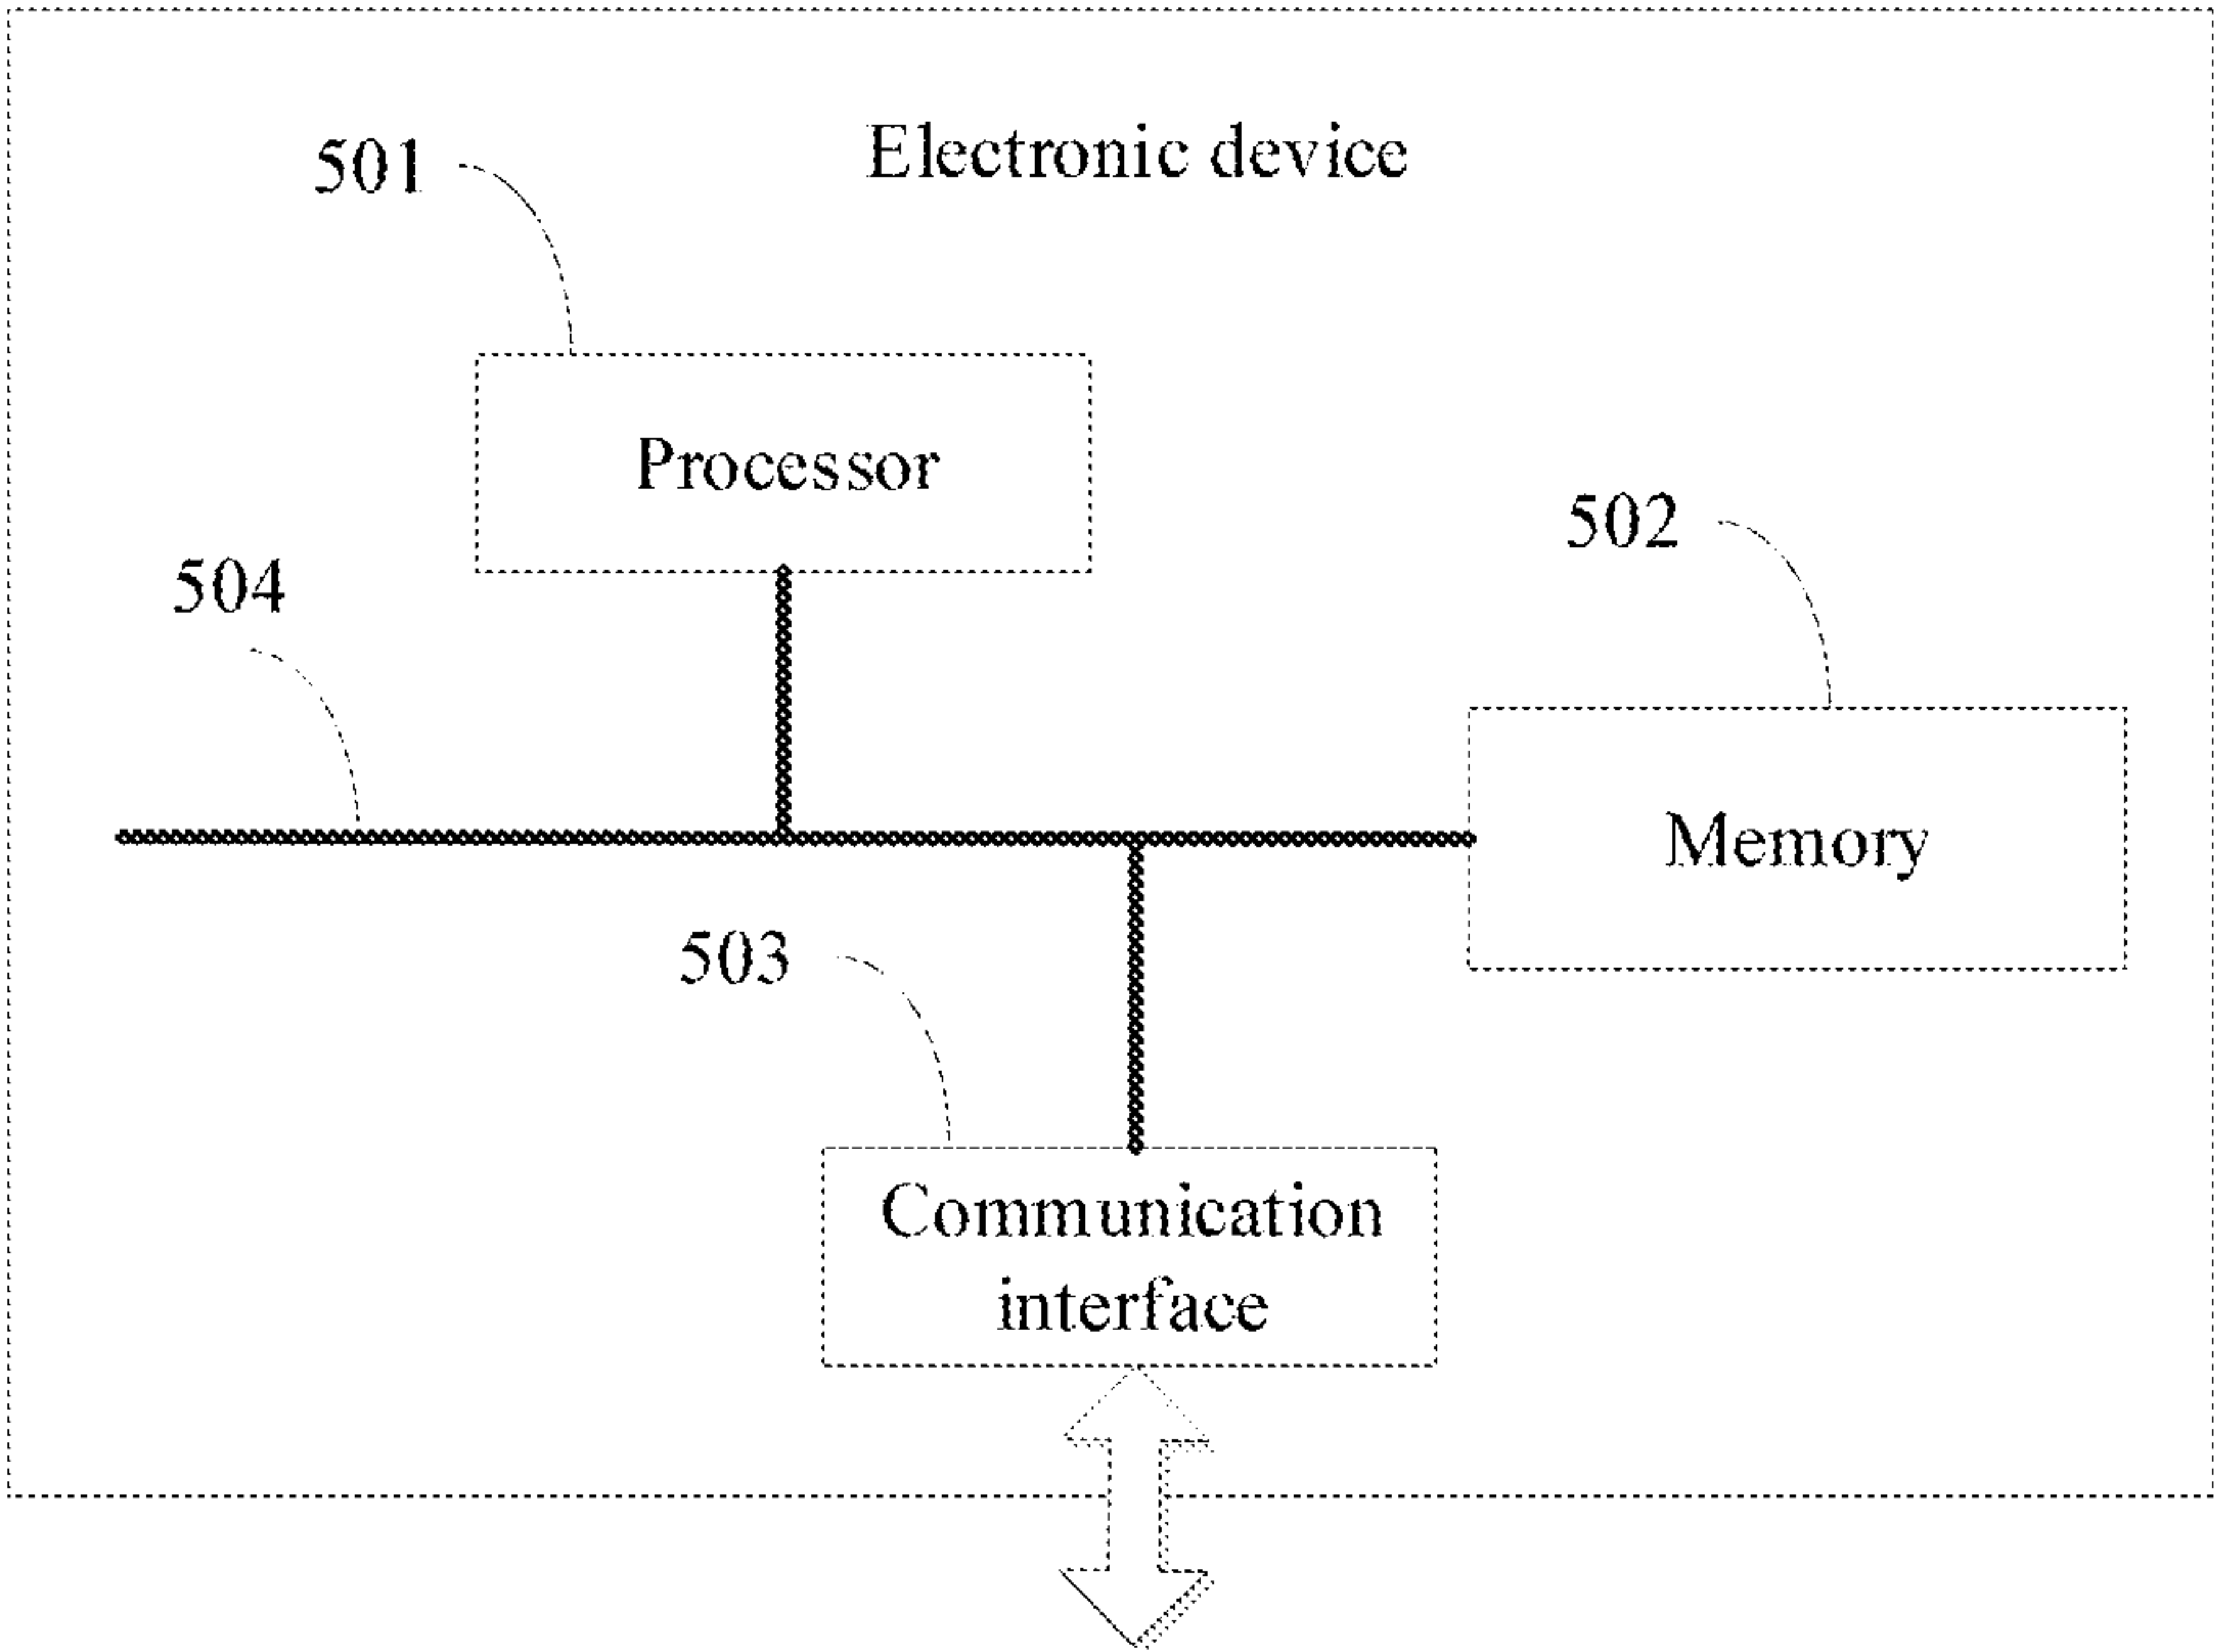 Electronic device
501
Processor
502
504
Memory
503
Communication
interface